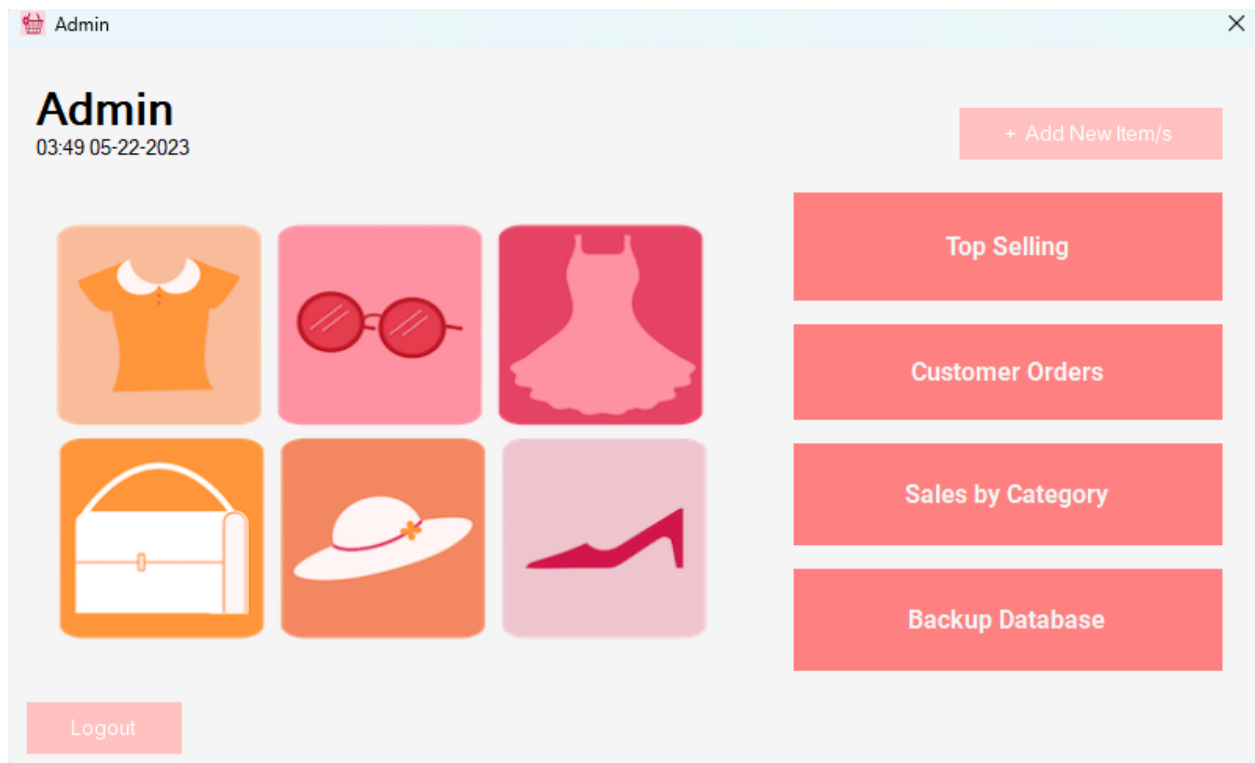 Admin
Admin
03:49 05-22-2023
+ Add New Item/s
Top Selling
Customer Orders
Sales by Category
Backup Database
Logout